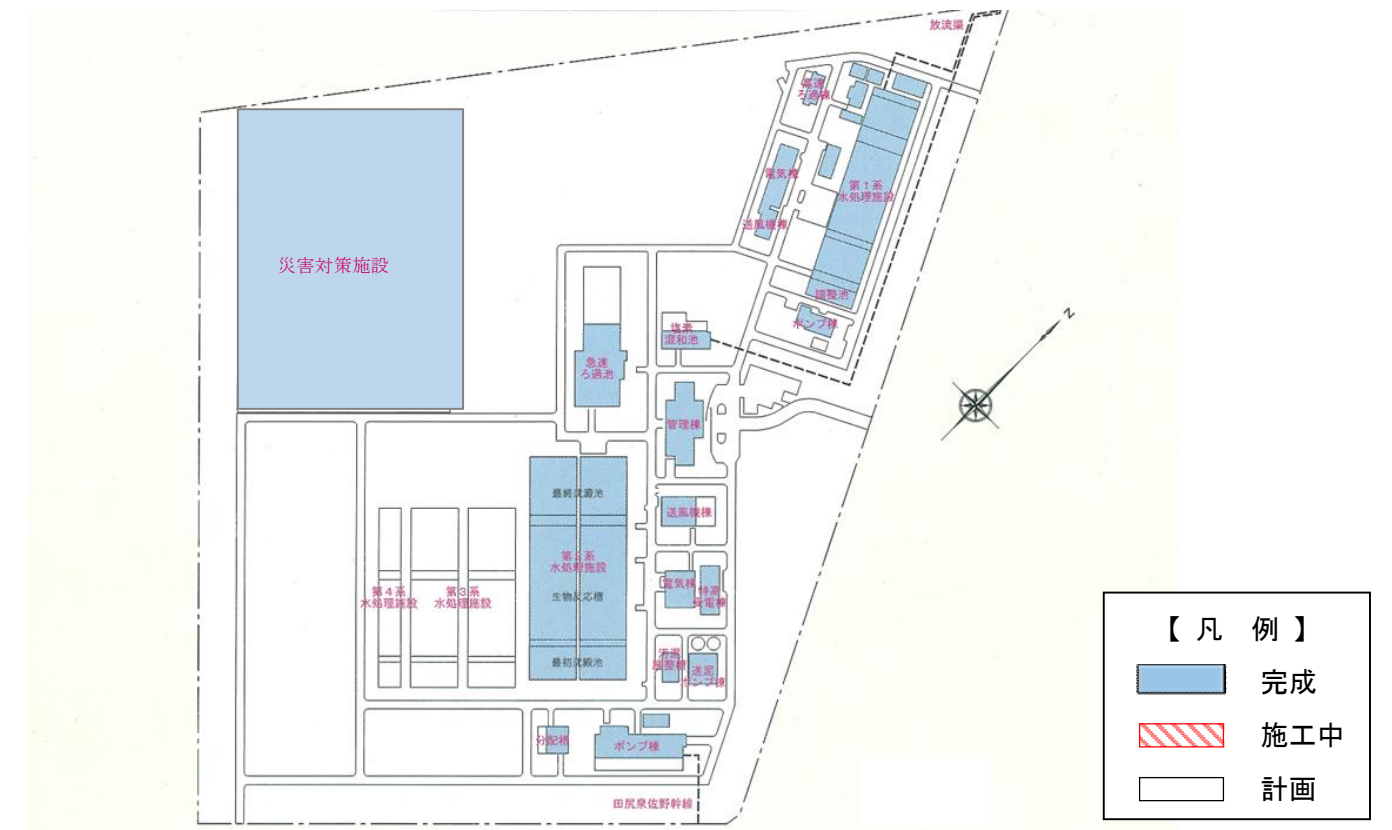 放流渠
高速
ろ過棟
電気棟
第1系
水処理施設
送風機棟
災害対策施設
調整池
ポンプ棟
塩素
混和池
N
急速
ろ過池
管理棟
最終沈殿池
送風機棟
第2系
水処理施設
生物反応槽
電気棟
特高
受電棟
第4系
水処理施設
第3系
水処理施設
最初沈殿池
汚泥
調整槽
送泥
ポンプ棟
分配槽
ポンプ棟
田尻泉佐野幹線
【 凡 例 】
完成
施工中
計画